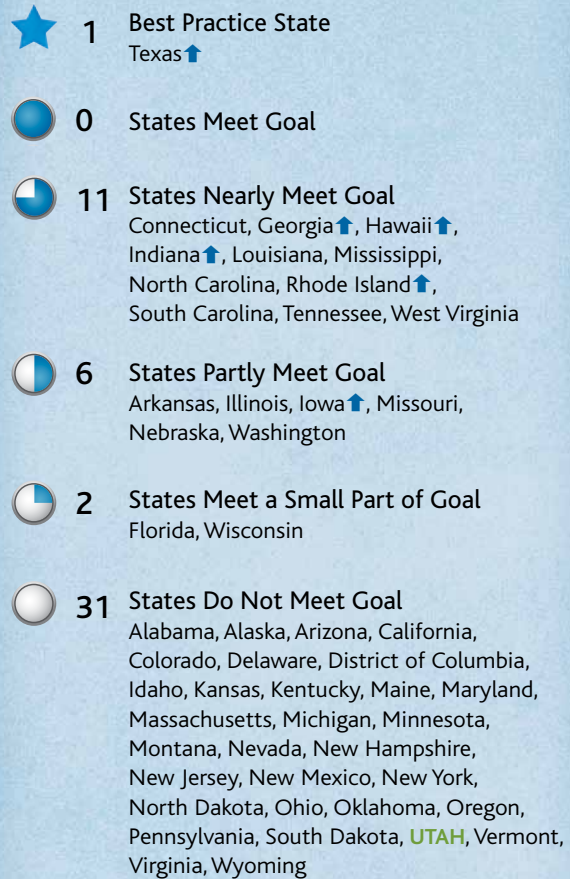 1 Best Practice State
Texas⬆
0 States Meet Goal
11 States Nearly Meet Goal
Connecticut, Georgia⬆, Hawaii⬆,
Indiana⬆, Louisiana, Mississippi,
North Carolina, Rhode Island⬆,
South Carolina, Tennessee, West Virginia
6 States Partly Meet Goal
Arkansas, Illinois, Iowa⬆, Missouri,
Nebraska, Washington
2 States Meet a Small Part of Goal
Florida, Wisconsin
31 States Do Not Meet Goal
Alabama, Alaska, Arizona, California,
Colorado, Delaware, District of Columbia,
Idaho, Kansas, Kentucky, Maine, Maryland,
Massachusetts, Michigan, Minnesota,
Montana, Nevada, New Hampshire,
New Jersey, New Mexico, New York,
North Dakota, Ohio, Oklahoma, Oregon,
Pennsylvania, South Dakota, UTAH, Vermont,
Virginia, Wyoming